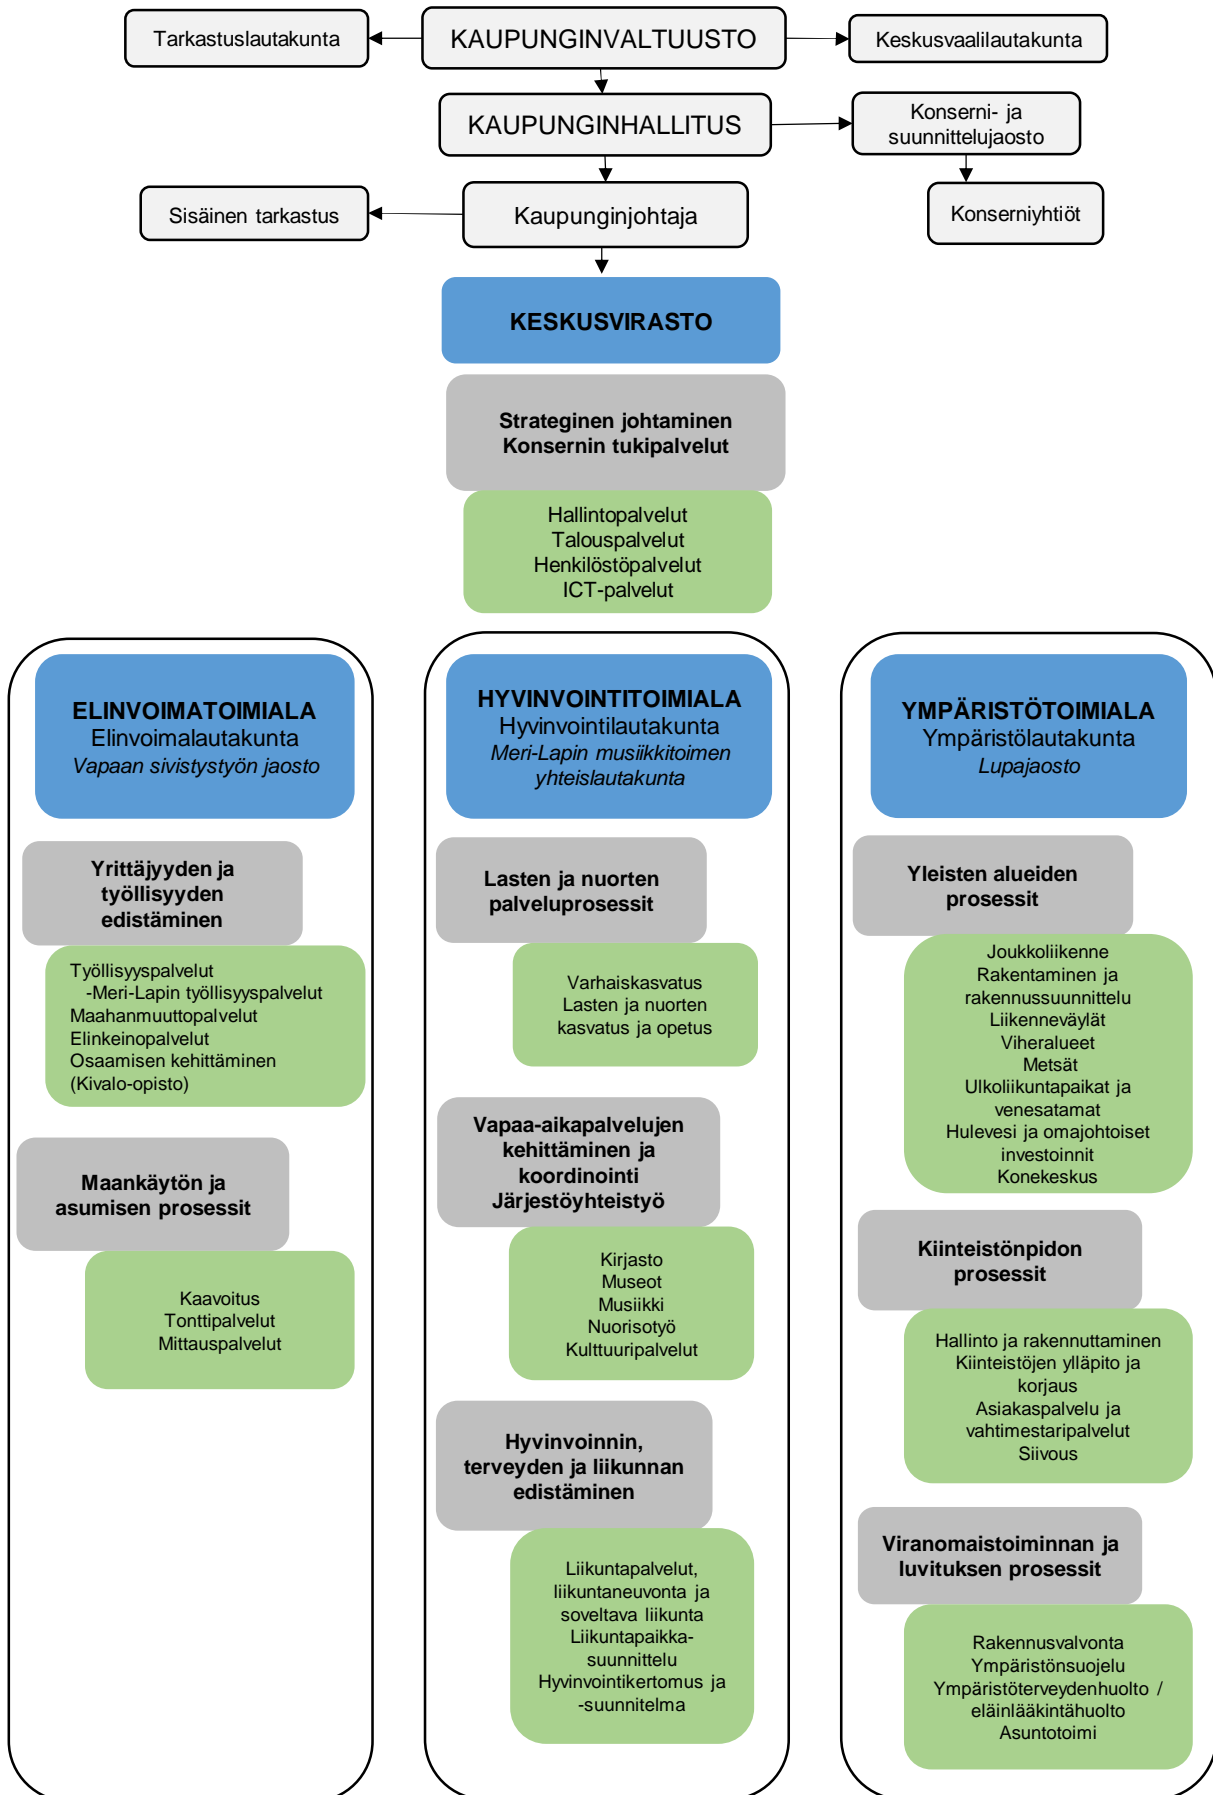 Tarkastuslautakunta
KAUPUNGINVALTUUSTO
Keskusvaalilautakunta
KAUPUNGINHALLITUS
Konserni- ja
suunnittelujaosto
Sisäinen tarkastus
Kaupunginjohtaja
Konserniyhtiöt
KESKUSVIRASTO
Strateginen johtaminen
Konsernin tukipalvelut
Hallintopalvelut
Talouspalvelut
Henkilöstöpalvelut
ICT-palvelut
ELINVOIMATOIMIALA
Elinvoimalautakunta
Vapaan sivistystyön jaosto
Yrittäjyyden ja
työllisyyden
edistäminen
Työllisyyspalvelut
-Meri-Lapin työllisyyspalvelut
Maahanmuuttopalvelut
Elinkeinopalvelut
Osaamisen kehittäminen
(Kivalo-opisto)
Maankäytön ja
asumisen prosessit
Kaavoitus
Tonttipalvelut
Mittauspalvelut
HYVINVOINTITOIMIALA
Hyvinvointilautakunta
Meri-Lapin musiikkitoimen
yhteislautakunta
Lasten ja nuorten
palveluprosessit
Varhaiskasvatus
Lasten ja nuorten
kasvatus ja opetus
Vapaa-aikapalvelujen
kehittäminen ja
koordinointi
Järjestöyhteistyö
Kirjasto
Museot
Musiikki
Nuorisotyö
Kulttuuripalvelut
Hyvinvoinnin,
terveyden ja liikunnan
edistäminen
Liikuntapalvelut,
liikuntaneuvonta ja
soveltava liikunta
Liikuntapaikka-
suunnittelu
Hyvinvointikertomus ja
-suunnitelma
YMPÄRISTÖTOIMIALA
Ympäristölautakunta
Lupajaosto
Yleisten alueiden
prosessit
Joukkoliikenne
Rakentaminen ja
rakennussuunnittelu
Liikenneväylät
Viheralueet
Metsät
Ulkoliikuntapaikat ja
venesatamat
Hulevesi ja omajohtoiset
investoinnit
Konekeskus
Kiinteistönpidon
prosessit
Hallinto ja rakennuttaminen
Kiinteistöjen ylläpito ja
korjaus
Asiakaspalvelu ja
vahtimestaripalvelut
Siivous
Viranomaistoiminnan ja
luvituksen prosessit
Rakennusvalvonta
Ympäristönsuojelu
Ympäristöterveydenhuolto /
eläinlääkintähuolto
Asuntotoimi